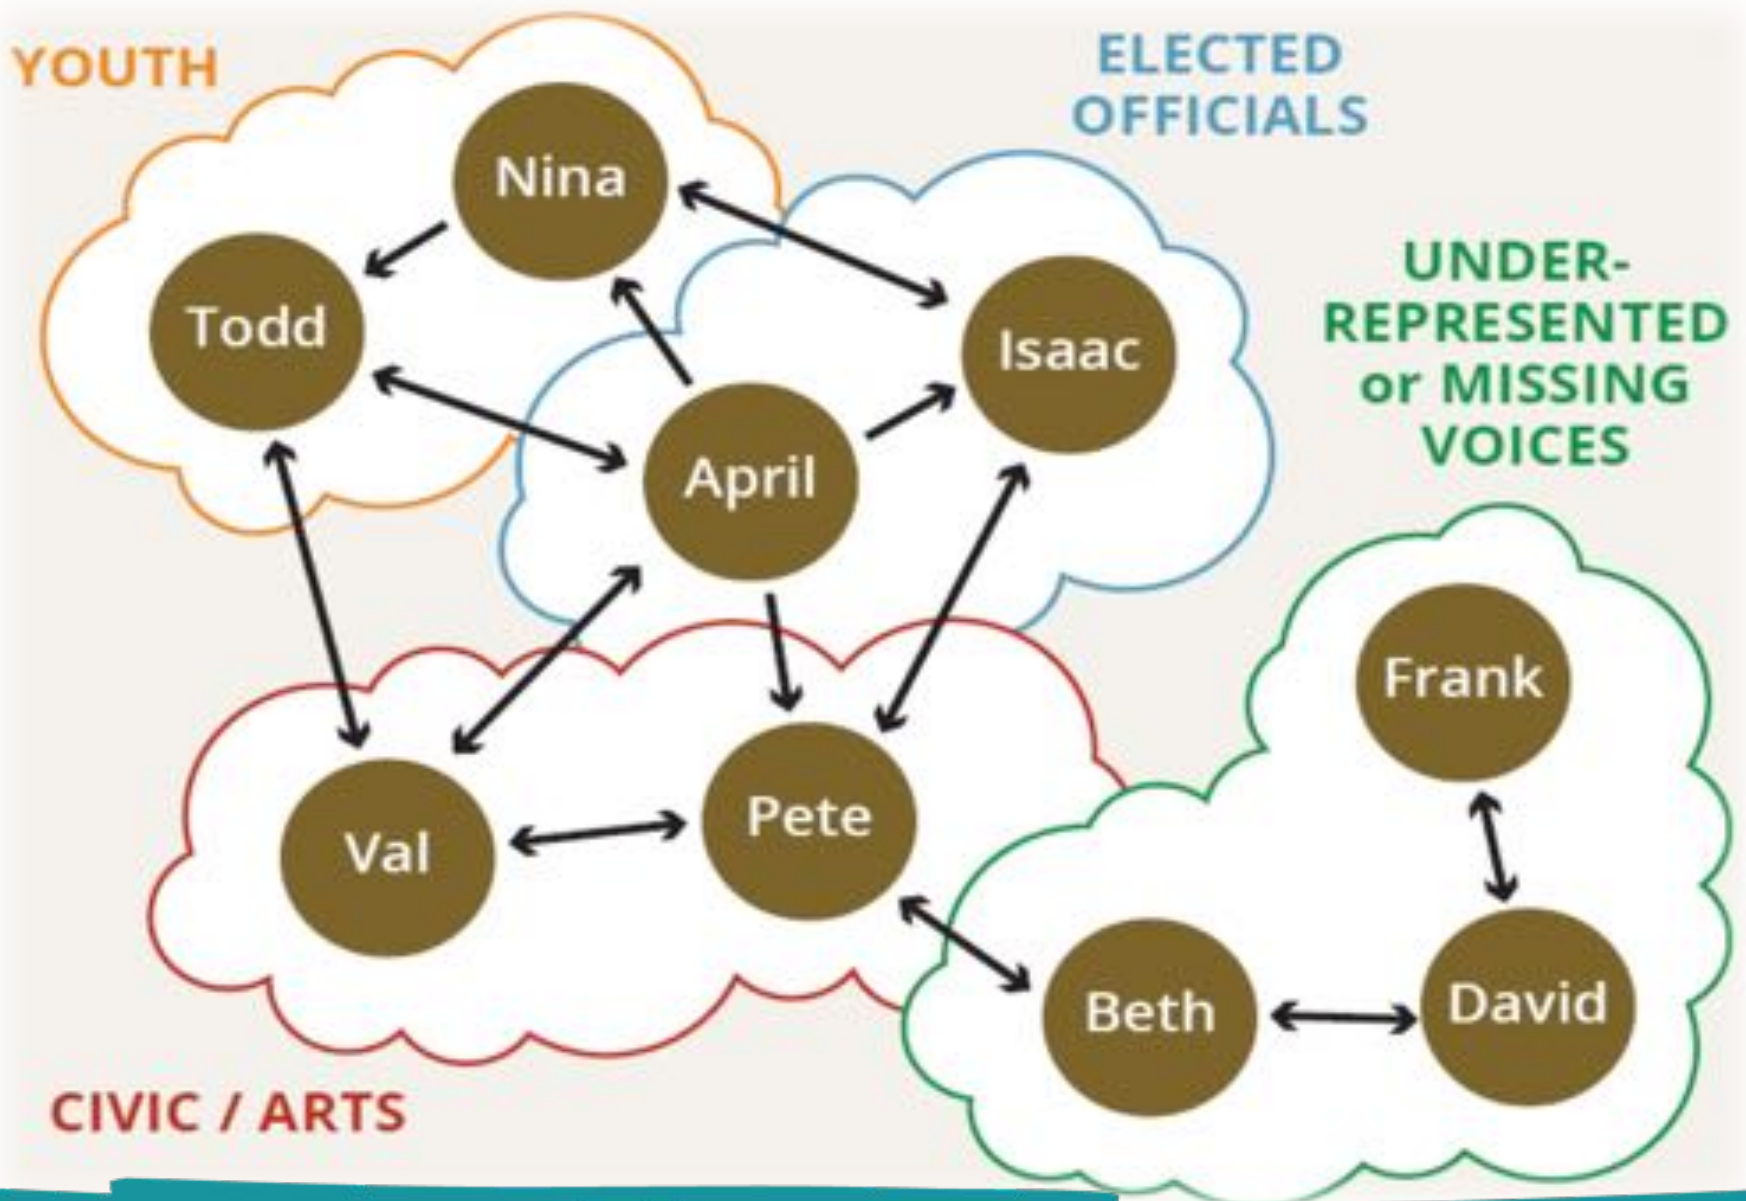 YOUTH
ELECTED
OFFICIALS
Nina
Todd
Isaac
UNDER-
REPRESENTED
or MISSING
VOICES
April
Frank
Val
Pete
Beth
David
CIVIC / ARTS